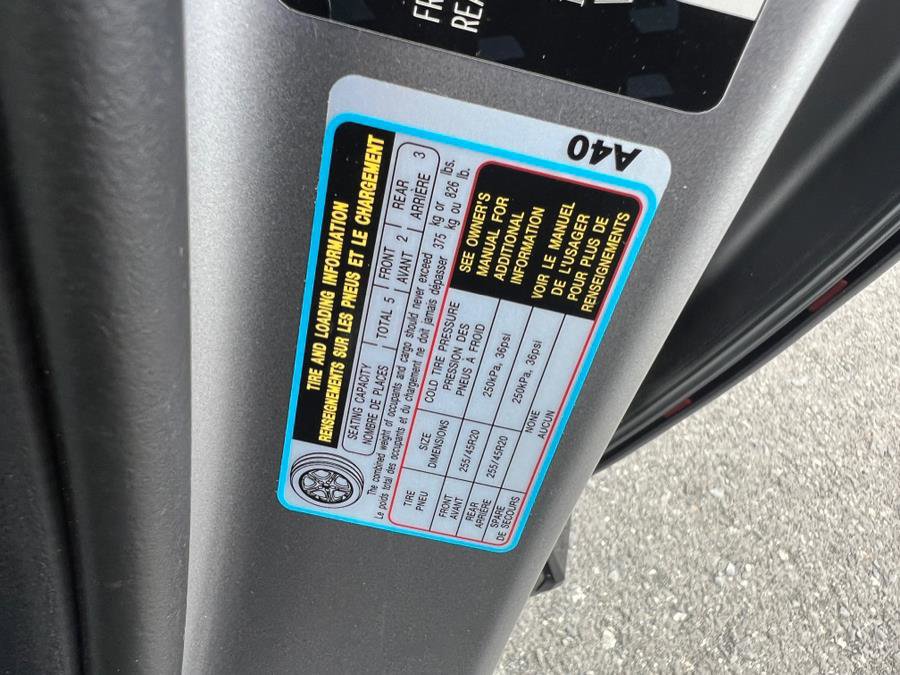 FR
REA
A40
TIRE AND LOADING INFORMATION
RENSEIGNEMENTS SUR LES PNEUS ET LE CHARGEMENT
SEATING CAPACITY
NOMBRE DE PLACES
TOTAL 5
FRONT
AVANT 2
REAR
ARRIÈRE 3
The combined weight of occupants and cargo should never exceed 375 kg or 826 lbs.
Le poids total des occupants et du chargement ne doit jamais dépasser 375 kg ou 826 lb.
TIRE
PNEU
SIZE
DIMENSIONS
COLD TIRE PRESSURE
PRESSION DES
PNEUS À FROID
FRONT
AVANT
255/45R20
250kPa, 36psi
REAR
ARRIÈRE
255/45R20
250kPa, 36psi
SPARE
DE SECOURS
NONE
AUCUN
SEE OWNER'S
MANUAL FOR
ADDITIONAL
INFORMATION
VOIR LE MANUEL
DE L'USAGER
POUR PLUS DE
RENSEIGNEMENTS